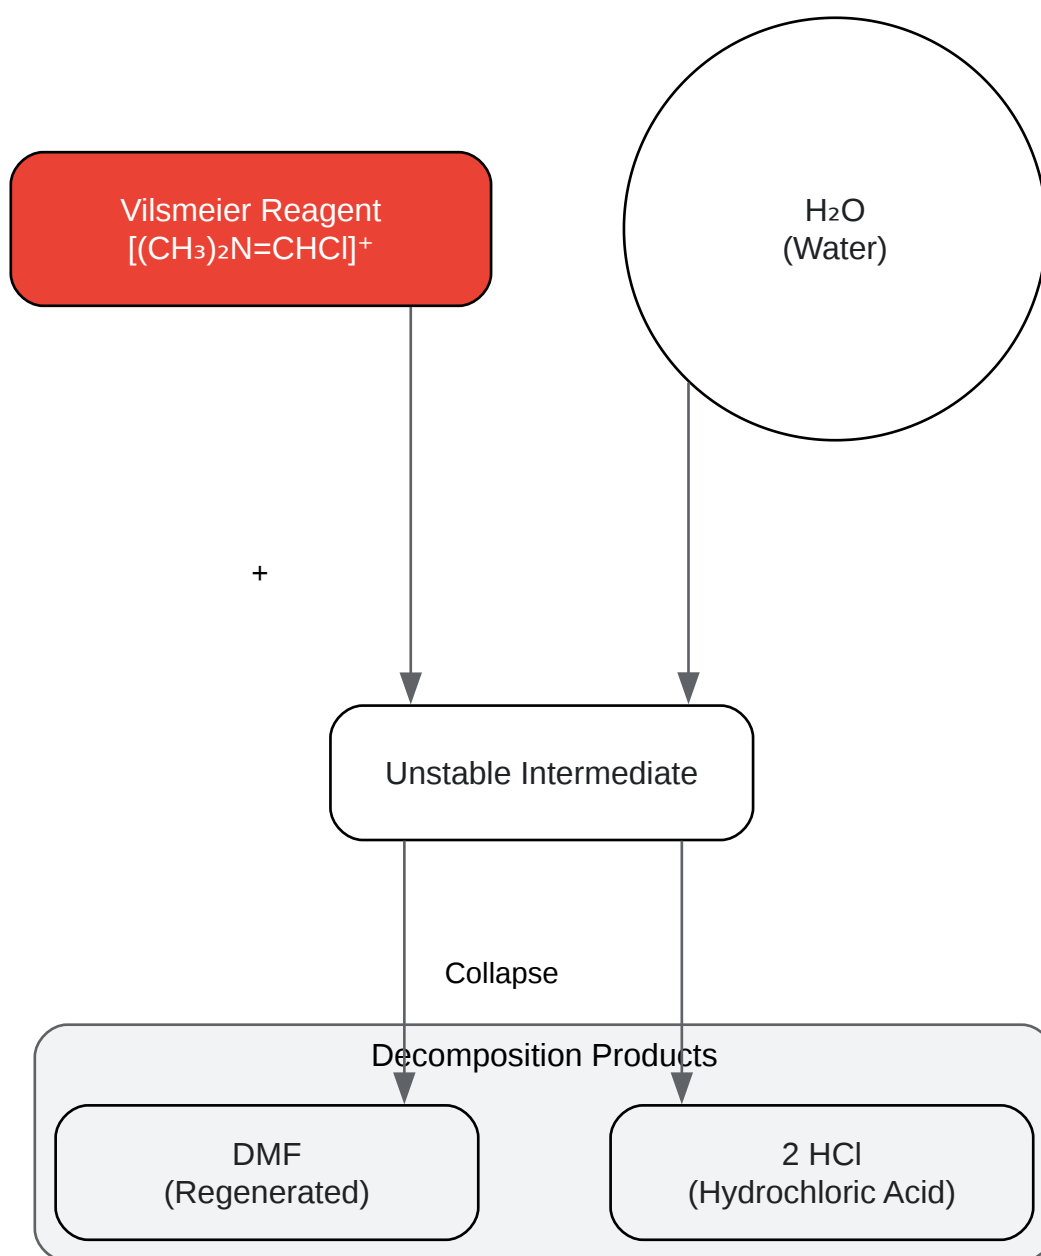 Vilsmeier Reagent
[(CH₃)₂N=CHCl]⁺
H₂O
(Water)
+
Unstable Intermediate
Collapse
Decomposition Products
DMF
(Regenerated)
2 HCl
(Hydrochloric Acid)